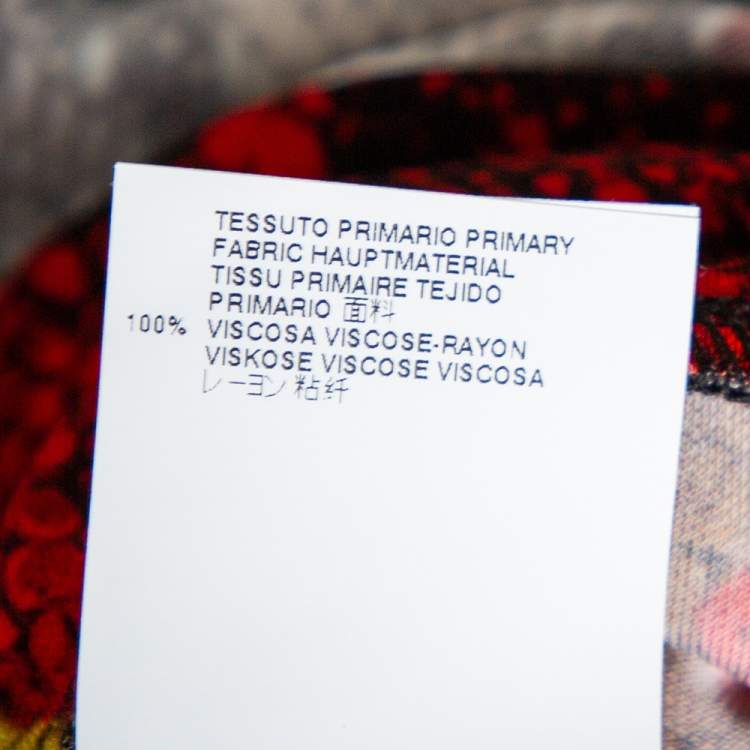 TESSUTO PRIMARIO PRIMARY
FABRIC HAUPTMATERIAL
TISSU PRIMAIRE TEJIDO
PRIMARIO 面料
100% VISCOSA VISCOSE-RAYON
VISKOSE VISCOSE VISCOSA
レーヨン 粘纤